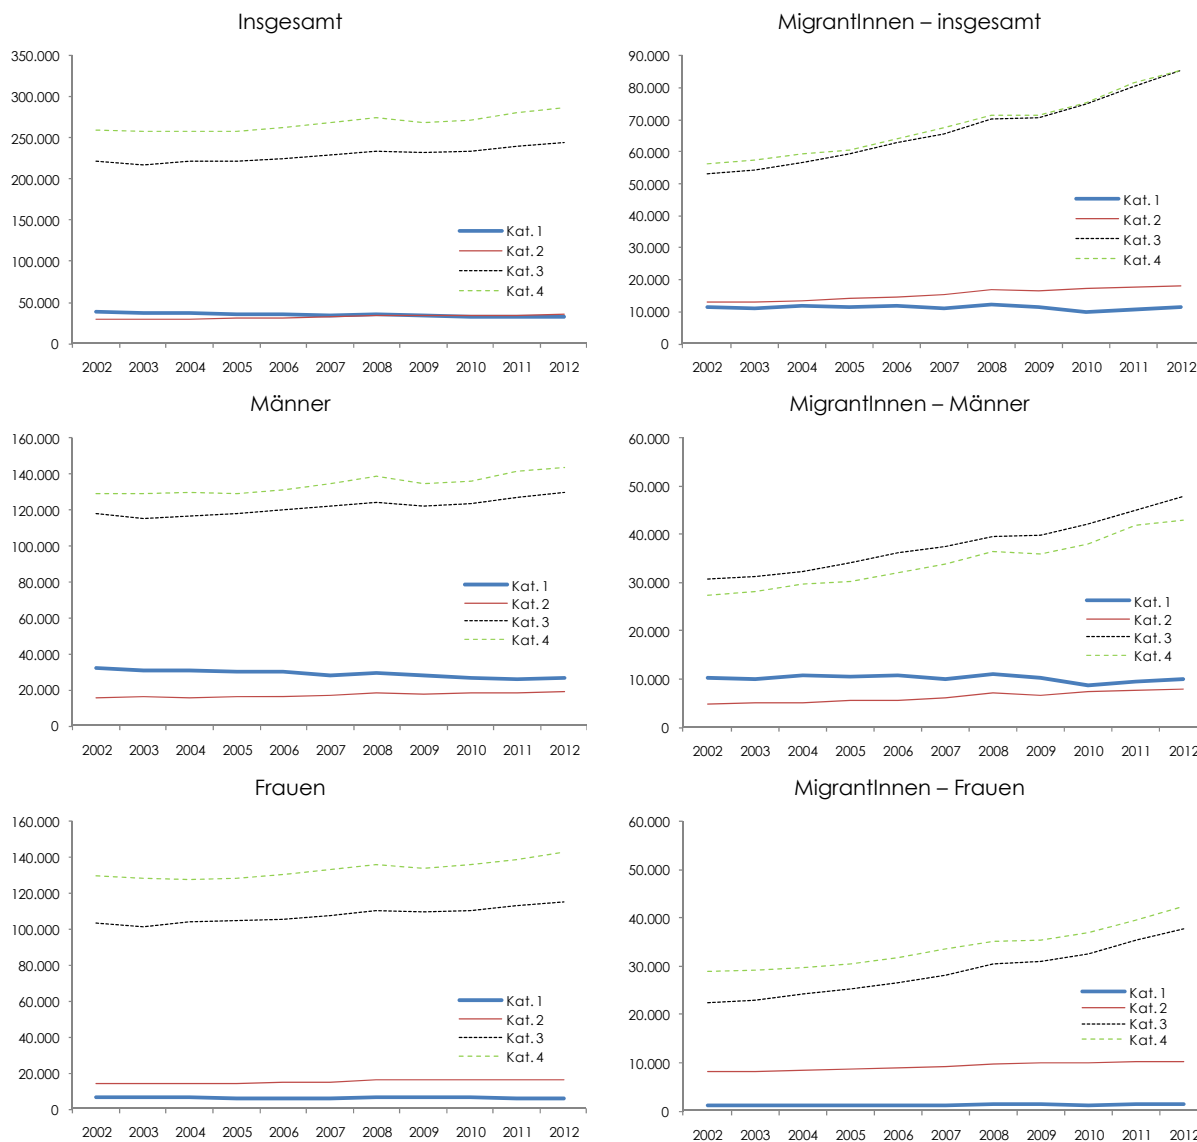 Insgesamt
350.000
300.000
250.000
200.000
150.000
100.000
50.000
0
Kat. 1
Kat. 2
Kat. 3
Kat. 4
2002 2003 2004 2005 2006 2007 2008 2009 2010 2011 2012
MigrantInnen – insgesamt
90.000
80.000
70.000
60.000
50.000
40.000
30.000
20.000
10.000
0
Kat. 1
Kat. 2
Kat. 3
Kat. 4
2002 2003 2004 2005 2006 2007 2008 2009 2010 2011 2012
Männer
160.000
140.000
120.000
100.000
80.000
60.000
40.000
20.000
0
Kat. 1
Kat. 2
Kat. 3
Kat. 4
2002 2003 2004 2005 2006 2007 2008 2009 2010 2011 2012
MigrantInnen – Männer
60.000
50.000
40.000
30.000
20.000
10.000
0
Kat. 1
Kat. 2
Kat. 3
Kat. 4
2002 2003 2004 2005 2006 2007 2008 2009 2010 2011 2012
Frauen
160.000
140.000
120.000
100.000
80.000
60.000
40.000
20.000
0
Kat. 1
Kat. 2
Kat. 3
Kat. 4
2002 2003 2004 2005 2006 2007 2008 2009 2010 2011 2012
MigrantInnen – Frauen
60.000
50.000
40.000
30.000
20.000
10.000
0
Kat. 1
Kat. 2
Kat. 3
Kat. 4
2002 2003 2004 2005 2006 2007 2008 2009 2010 2011 2012